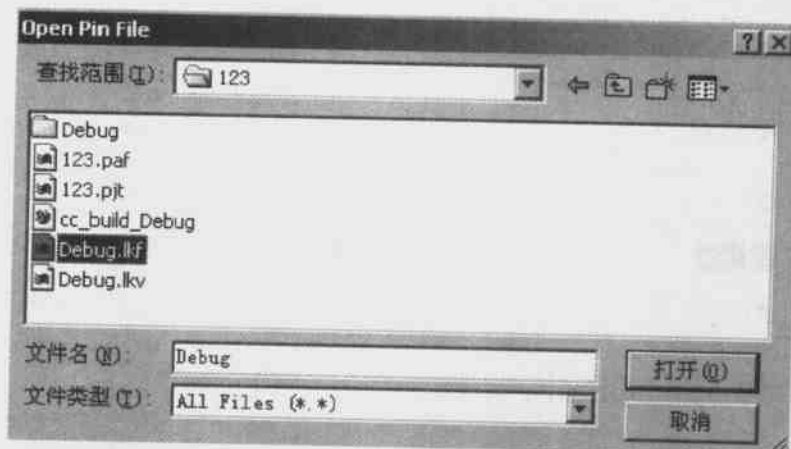 Open Pin File
查找范围(I): 123
Debug
123.paf
123.pjt
cc_build_Debug
Debug.lkf
Debug.lkv
文件名(N): Debug
打开(O)
文件类型(T): All Files (*.*)
取消